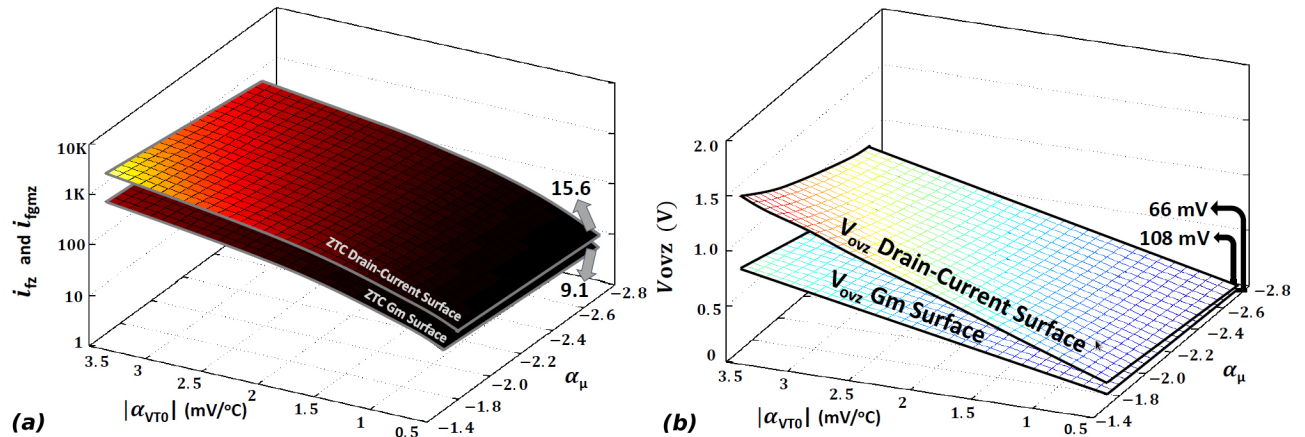 10K
1K
100
10
1
i_fz and i_fgmz
15.6
9.1
ZTC Drain-Current Surface
ZTC Gm Surface
3.5
3
2.5
2
1.5
1
0.5
|α_VT0| (mV/°C)
−1.4
−1.8
−2.0
−2.2
−2.4
−2.6
−2.8
α_μ
(a)
2.0
1.5
1.0
0.5
0
Vovz (V)
66 mV
108 mV
V_ovz Drain-Current Surface
V_ovz Gm Surface
3.5
3
2.5
2
1.5
1
0.5
|α_VT0| (mV/°C)
−1.4
−1.8
−2.0
−2.2
−2.4
−2.6
−2.8
α_μ
(b)